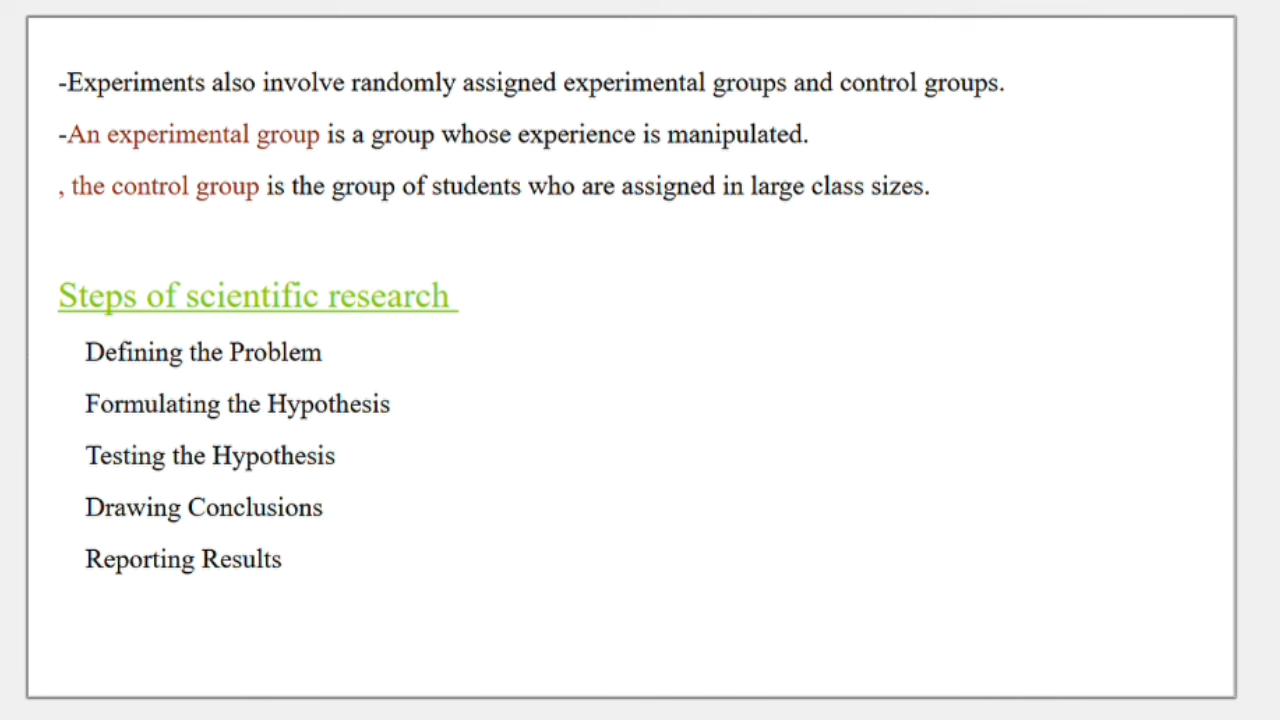 -Experiments also involve randomly assigned experimental groups and control groups.
-An experimental group is a group whose experience is manipulated.
, the control group is the group of students who are assigned in large class sizes.
Steps of scientific research
Defining the Problem
Formulating the Hypothesis
Testing the Hypothesis
Drawing Conclusions
Reporting Results